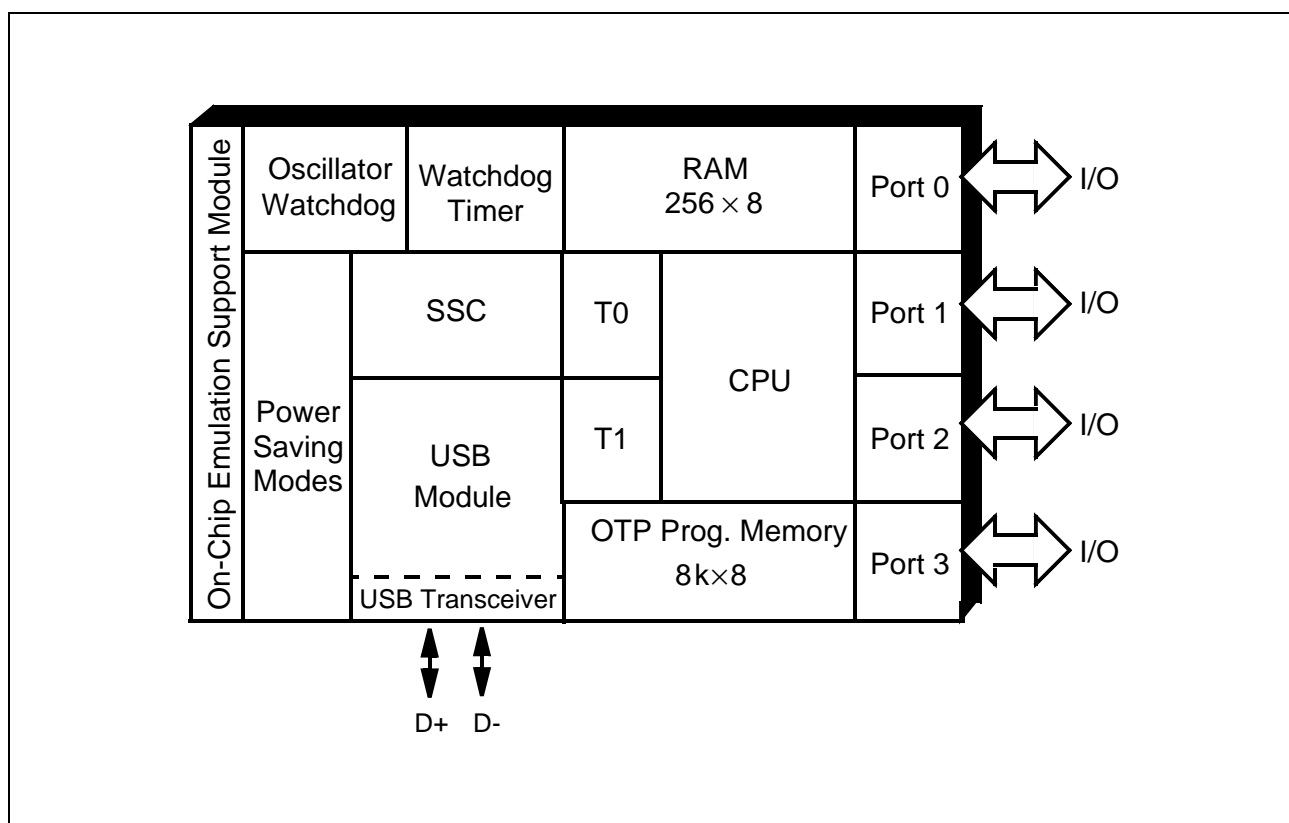 On-Chip Emulation Support Module
Oscillator
Watchdog
Watchdog
Timer
RAM
256 × 8
Port 0
I/O
Power
Saving
Modes
SSC
T0
CPU
Port 1
I/O
USB
Module
T1
Port 2
I/O
OTP Prog. Memory
8k×8
Port 3
I/O
USB Transceiver
D+ D-